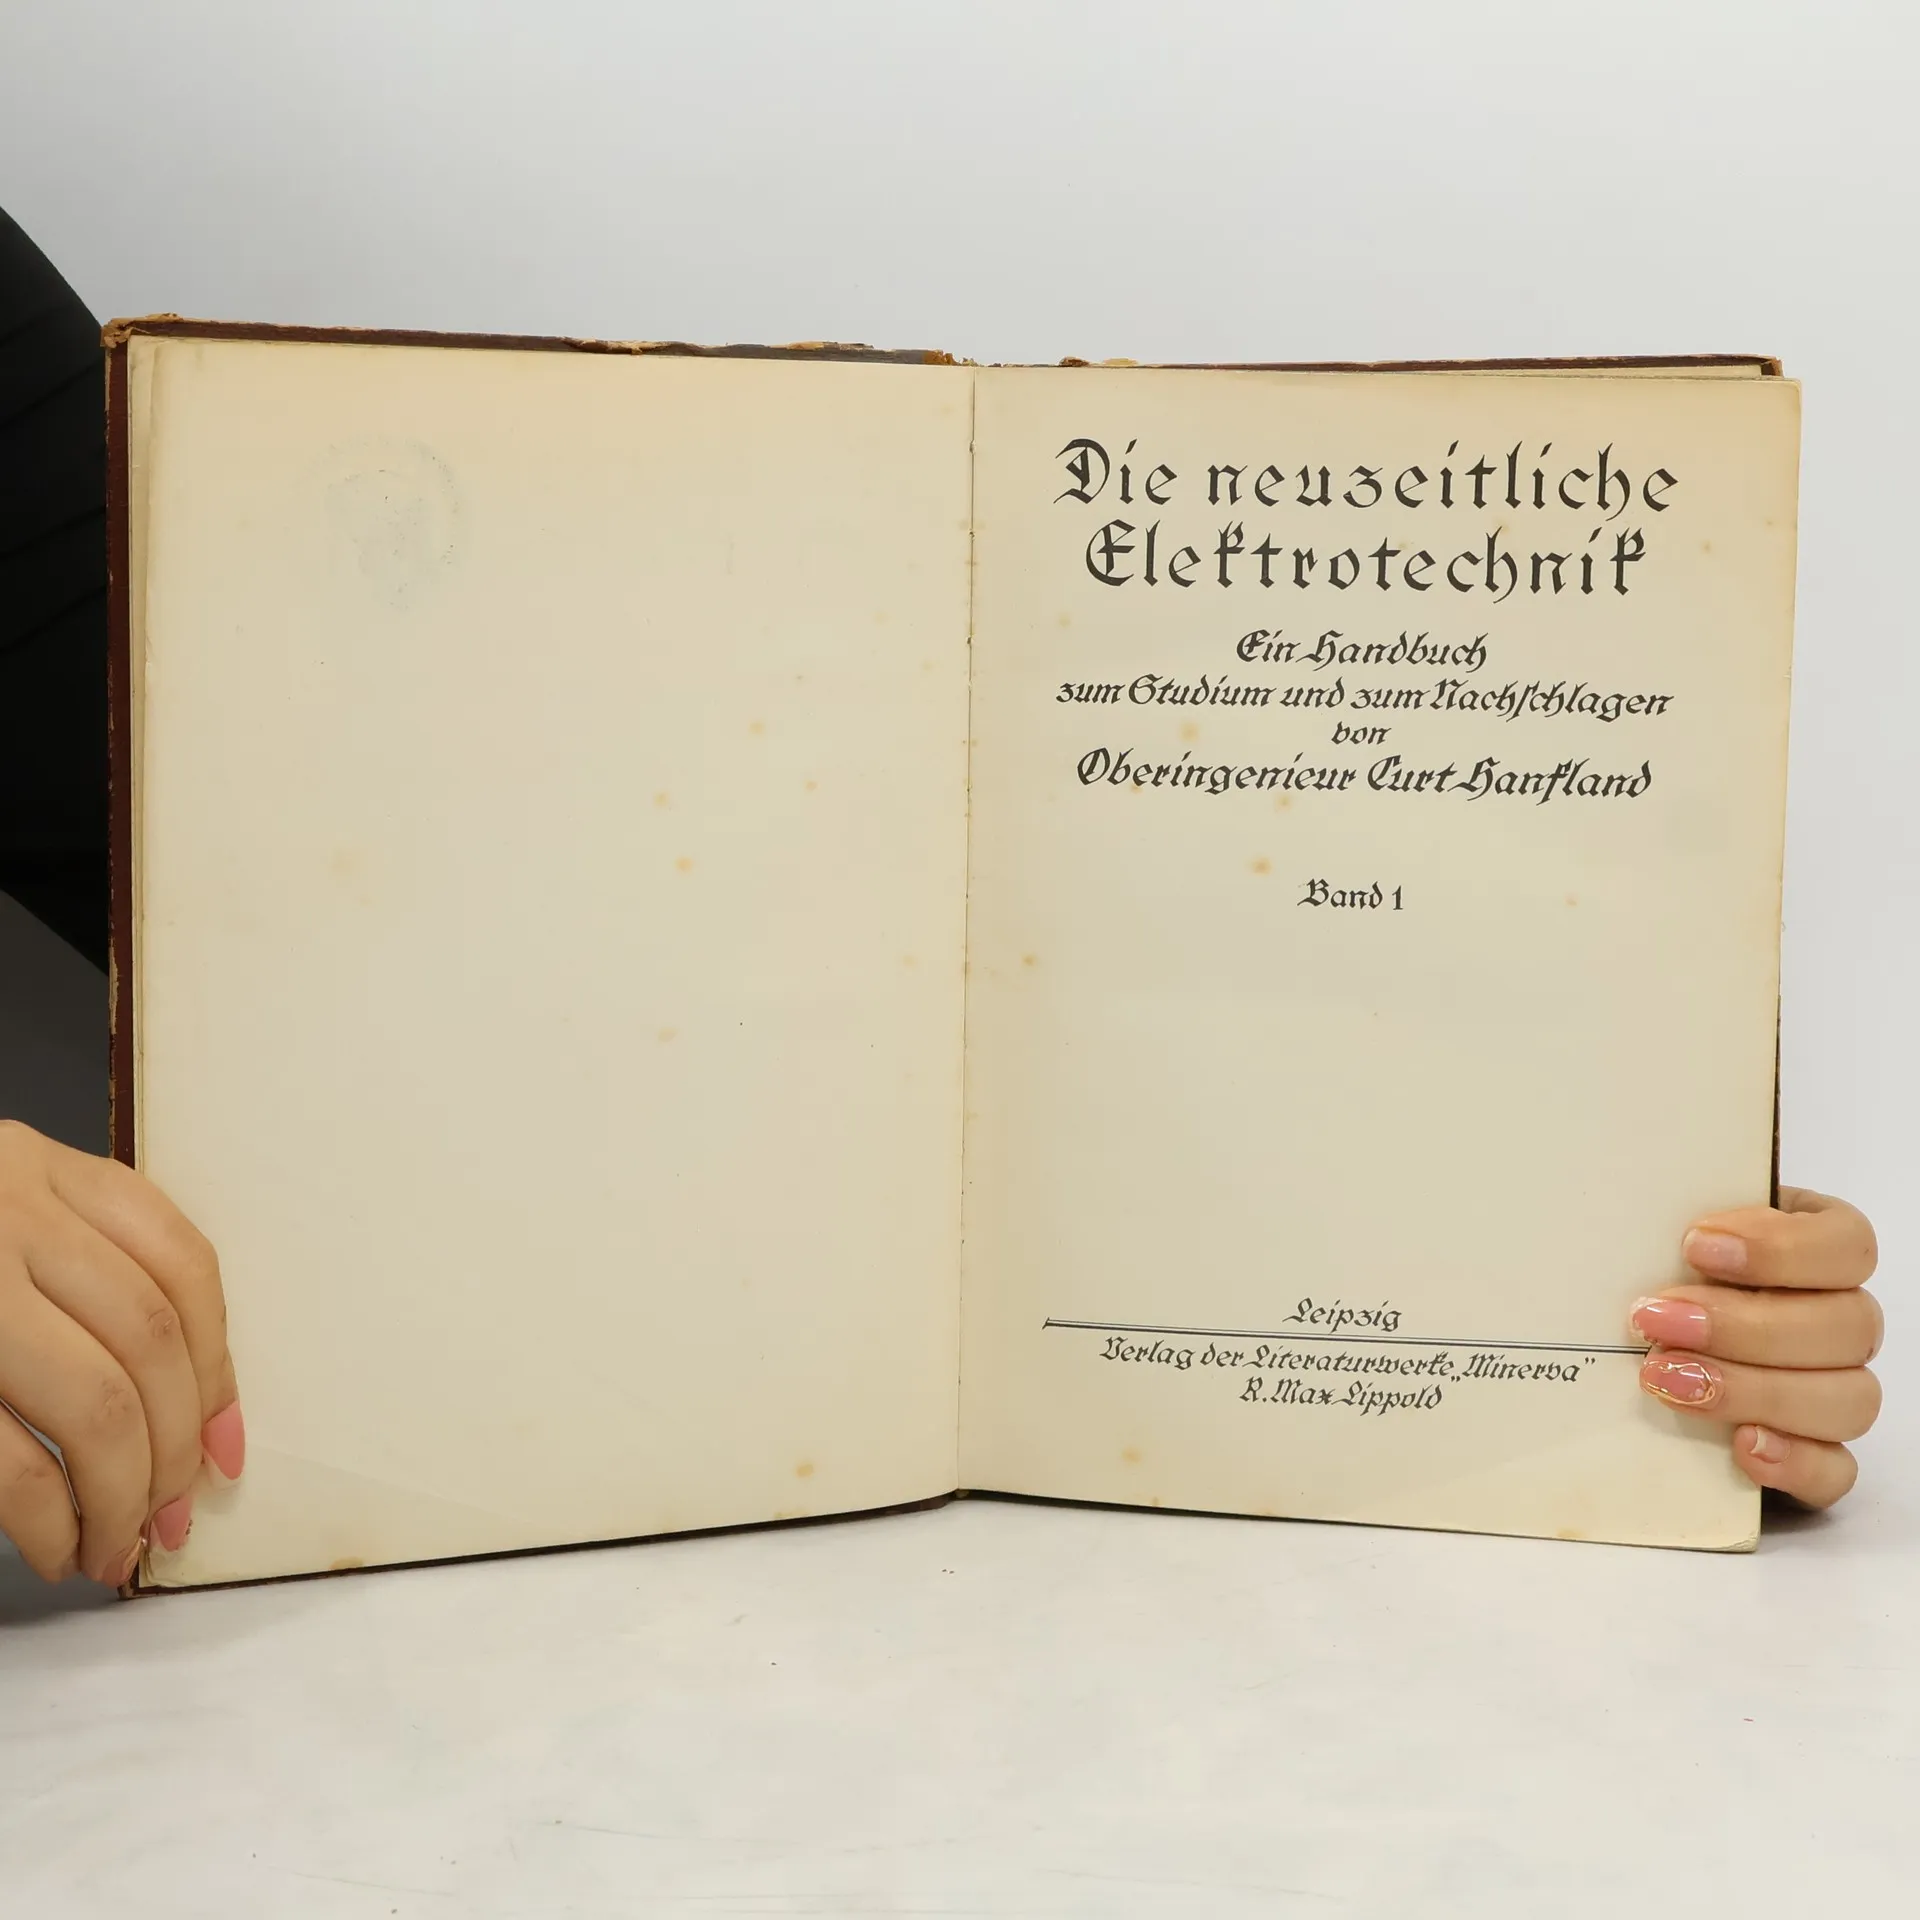 Die neuzeitliche
Elektrotechnik
Ein Handbuch
zum Studium und zum Nachschlagen
von
Oberingenieur Curt Hanfland
Band 1
Leipzig
Verlag der Literaturwerke „Minerva”
R. Max Lippold